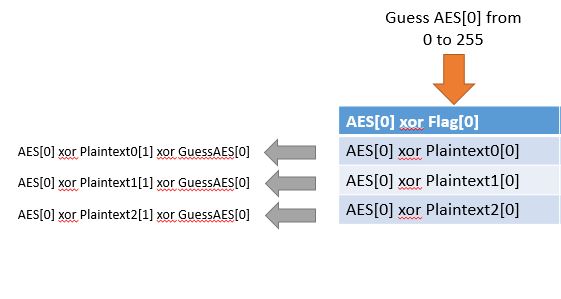 Guess AES[0] from
0 to 255
AES[0] xor Flag[0]
AES[0] xor Plaintext0[1] xor GuessAES[0]
AES[0] xor Plaintext0[0]
AES[0] xor Plaintext1[1] xor GuessAES[0]
AES[0] xor Plaintext1[0]
AES[0] xor Plaintext2[1] xor GuessAES[0]
AES[0] xor Plaintext2[0]